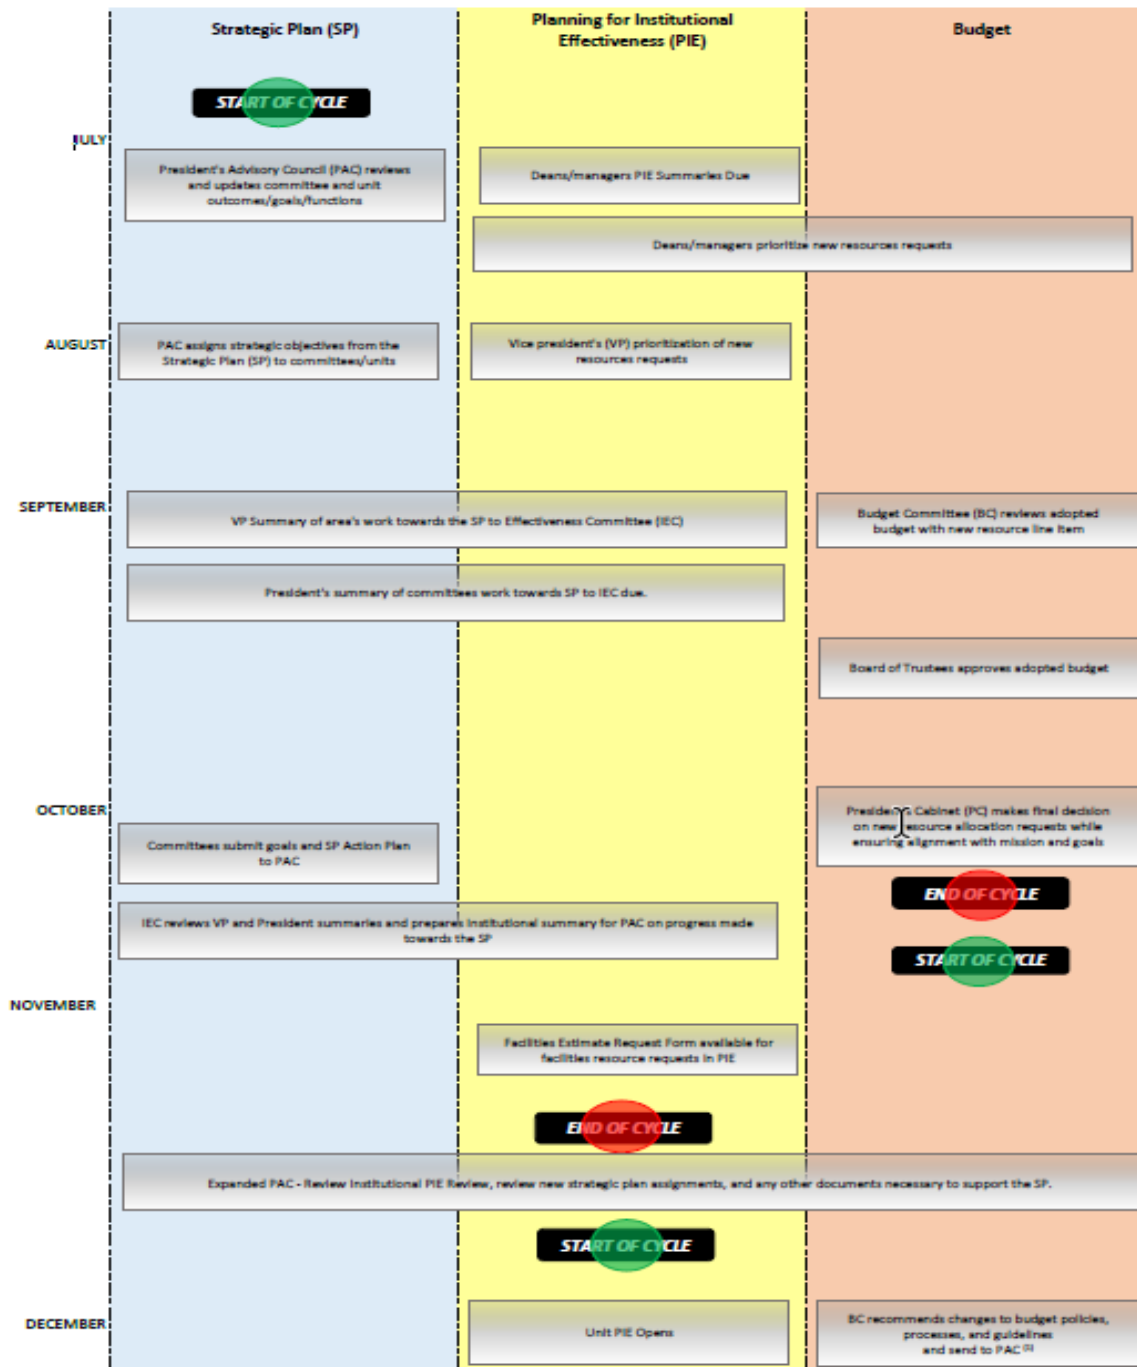 Strategic Plan (SP)
Planning for Institutional
Effectiveness (PIE)
Budget
START OF CYCLE
JULY
President's Advisory Council (PAC) reviews
and updates committee and unit
outcomes/goals/functions
Deans/managers PIE Summaries Due
Deans/managers prioritize new resources requests
AUGUST
PAC assigns strategic objectives from the
Strategic Plan (SP) to committees/units
Vice president's (VP) prioritization of new
resources requests
SEPTEMBER
VP Summary of area's work towards the SP to Effectiveness Committee (IEC)
Budget Committee (BC) reviews adopted
budget with new resource line item
President's summary of committees work towards SP to IEC due.
Board of Trustees approves adopted budget
OCTOBER
President's Cabinet (PC) makes final decision
on new resource allocation requests while
ensuring alignment with mission and goals
Committees submit goals and SP Action Plan
to PAC
END OF CYCLE
IEC reviews VP and President summaries and prepares institutional summary for PAC on progress made
towards the SP
START OF CYCLE
NOVEMBER
Facilities Estimate Request Form available for
facilities resource requests in PIE
END OF CYCLE
Expanded PAC - Review Institutional PIE Review, review new strategic plan assignments, and any other documents necessary to support the SP.
START OF CYCLE
DECEMBER
Unit PIE Opens
BC recommends changes to budget policies,
processes, and guidelines
and send to PAC